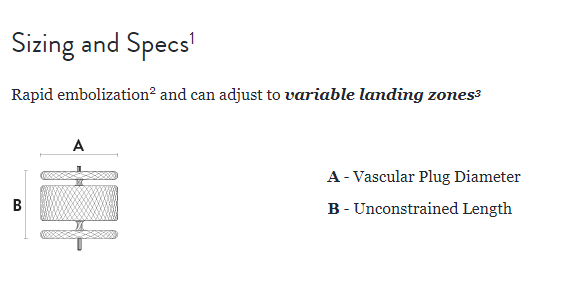 Sizing and Specs¹
Rapid embolization² and can adjust to variable landing zones³
A
B
A - Vascular Plug Diameter
B - Unconstrained Length